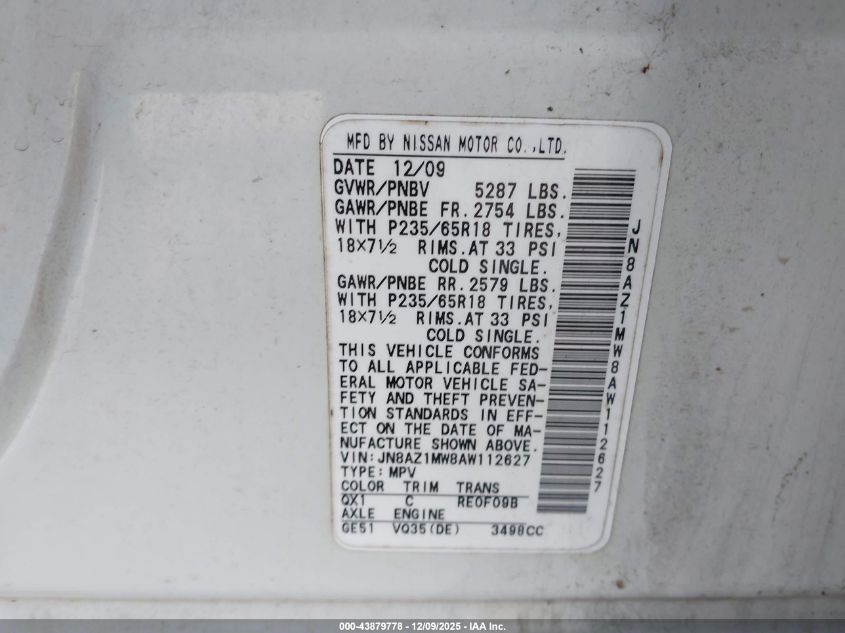 MFD BY NISSAN MOTOR CO.,LTD.
DATE 12/09
GVWR/PNBV 5287 LBS.
GAWR/PNBE FR. 2754 LBS.
WITH P235/65R18 TIRES,
18×7½ RIMS.AT 33 PSI
COLD SINGLE.
GAWR/PNBE RR. 2579 LBS.
WITH P235/65R18 TIRES,
18×7½ RIMS.AT 33 PSI
COLD SINGLE.
THIS VEHICLE CONFORMS
TO ALL APPLICABLE FED-
ERAL MOTOR VEHICLE SA-
FETY AND THEFT PREVEN-
TION STANDARDS IN EFF-
ECT ON THE DATE OF MA-
NUFACTURE SHOWN ABOVE.
VIN:JN8AZ1MW8AW112627
TYPE:MPV
COLOR TRIM TRANS
QX1 C RE0F09B
AXLE ENGINE
GE51 VQ35(DE) 3498CC
JN8AZ1MW8AW112627
000-43879778 - 12/09/2025 - IAA Inc.